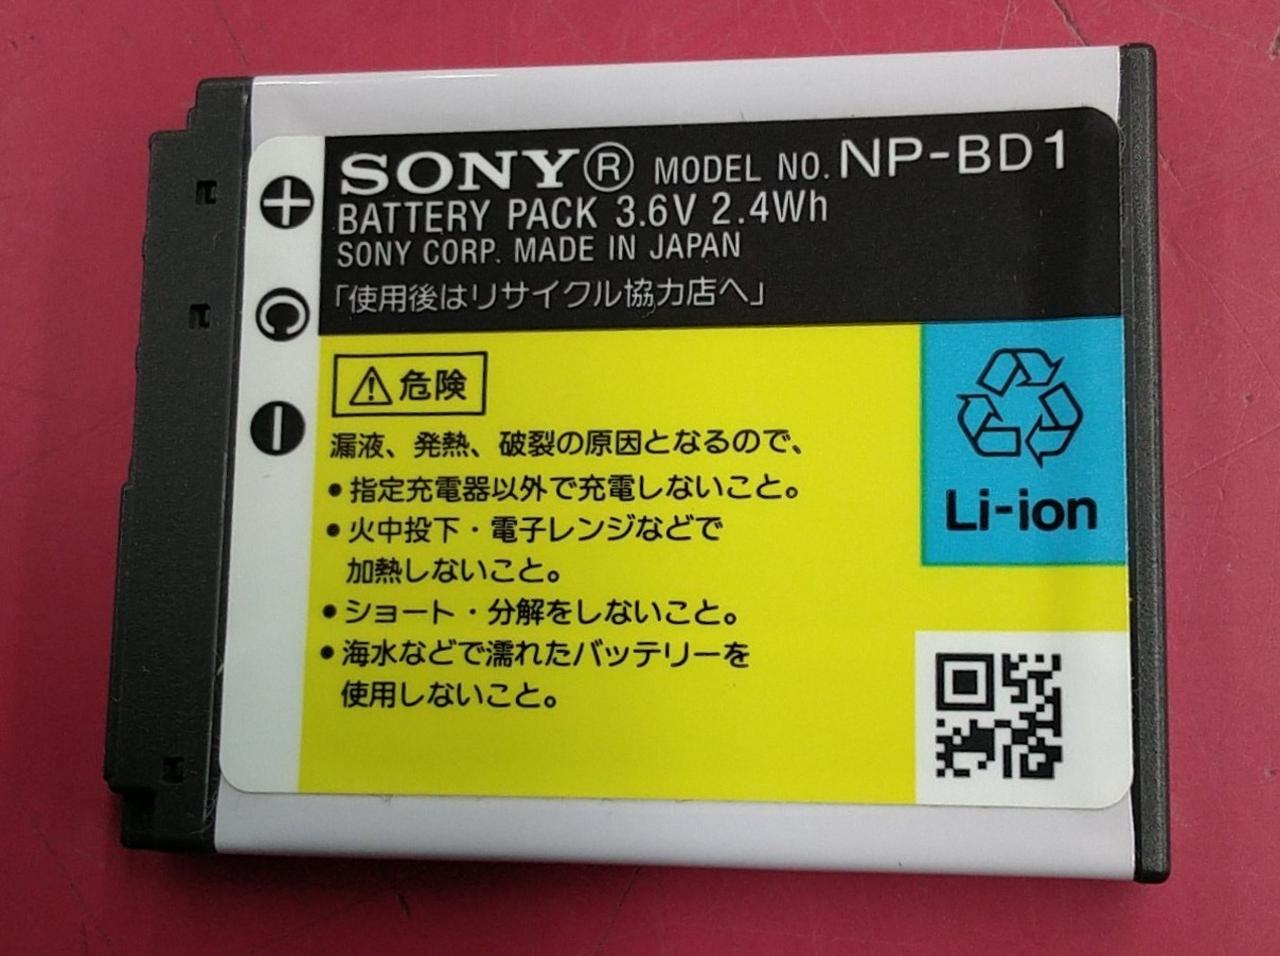 SONY® MODEL NO. NP-BD1
BATTERY PACK 3.6V 2.4Wh
SONY CORP. MADE IN JAPAN
「使用後はリサイクル協力店へ」
+
C
−
⚠危険
漏液、発熱、破裂の原因となるので、
●指定充電器以外で充電しないこと。
●火中投下・電子レンジなどで
加熱しないこと。
●ショート・分解をしないこと。
●海水などで濡れたバッテリーを
使用しないこと。
Li-ion